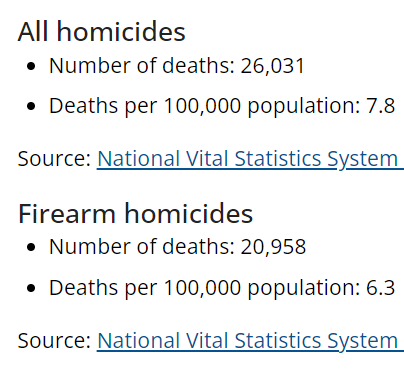 All homicides
• Number of deaths: 26,031
• Deaths per 100,000 population: 7.8
Source: National Vital Statistics System
Firearm homicides
• Number of deaths: 20,958
• Deaths per 100,000 population: 6.3
Source: National Vital Statistics System